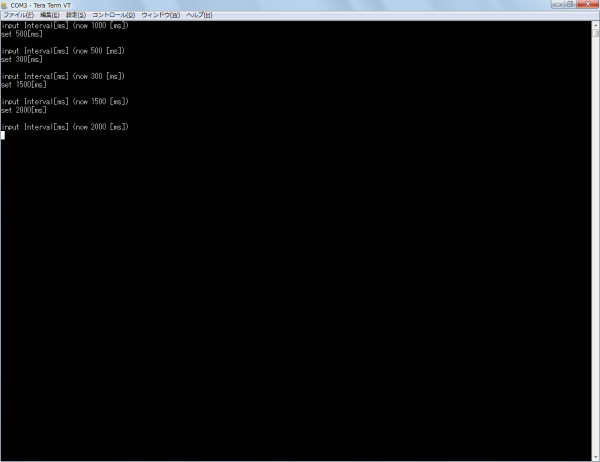 COM3 - Tera Term VT
ファイル(F) 編集(E) 設定(S) コントロール(O) ウィンドウ(W) ヘルプ(H)
input Interval[ms] (now 1000 [ms])
set 500[ms]
input Interval[ms] (now 500 [ms])
set 300[ms]
input Interval[ms] (now 300 [ms])
set 1500[ms]
input Interval[ms] (now 1500 [ms])
set 2000[ms]
input Interval[ms] (now 2000 [ms])